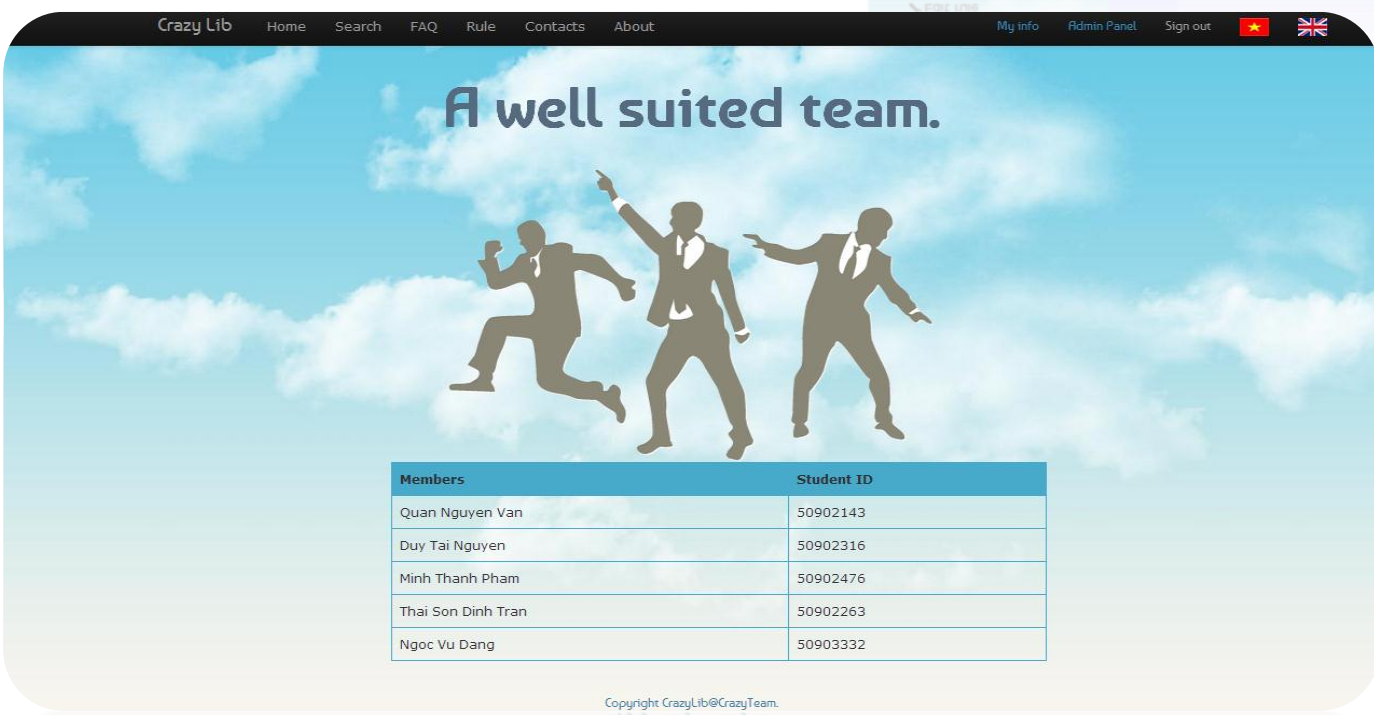 Crazy Lib Home Search FAQ Rule Contacts About My info Admin Panel Sign out
A well suited team.
Members Student ID
Quan Nguyen Van 50902143
Duy Tai Nguyen 50902316
Minh Thanh Pham 50902476
Thai Son Dinh Tran 50902263
Ngoc Vu Dang 50903332
Copyright CrazyLib@CrazyTeam.